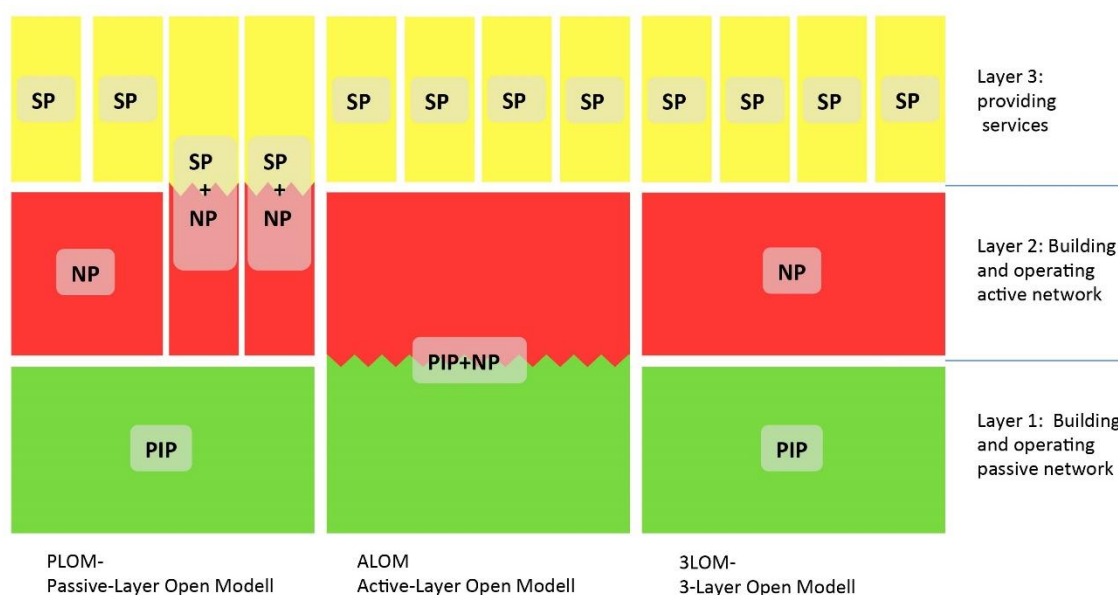 SP
SP
SP
+
NP
SP
+
NP
SP
SP
SP
SP
SP
SP
SP
SP
Layer 3:
providing
services
NP
NP
Layer 2: Building
and operating
active network
PIP+NP
PIP
PIP
Layer 1: Building
and operating
passive network
PLOM-
Passive-Layer Open Modell
ALOM
Active-Layer Open Modell
3LOM-
3-Layer Open Modell